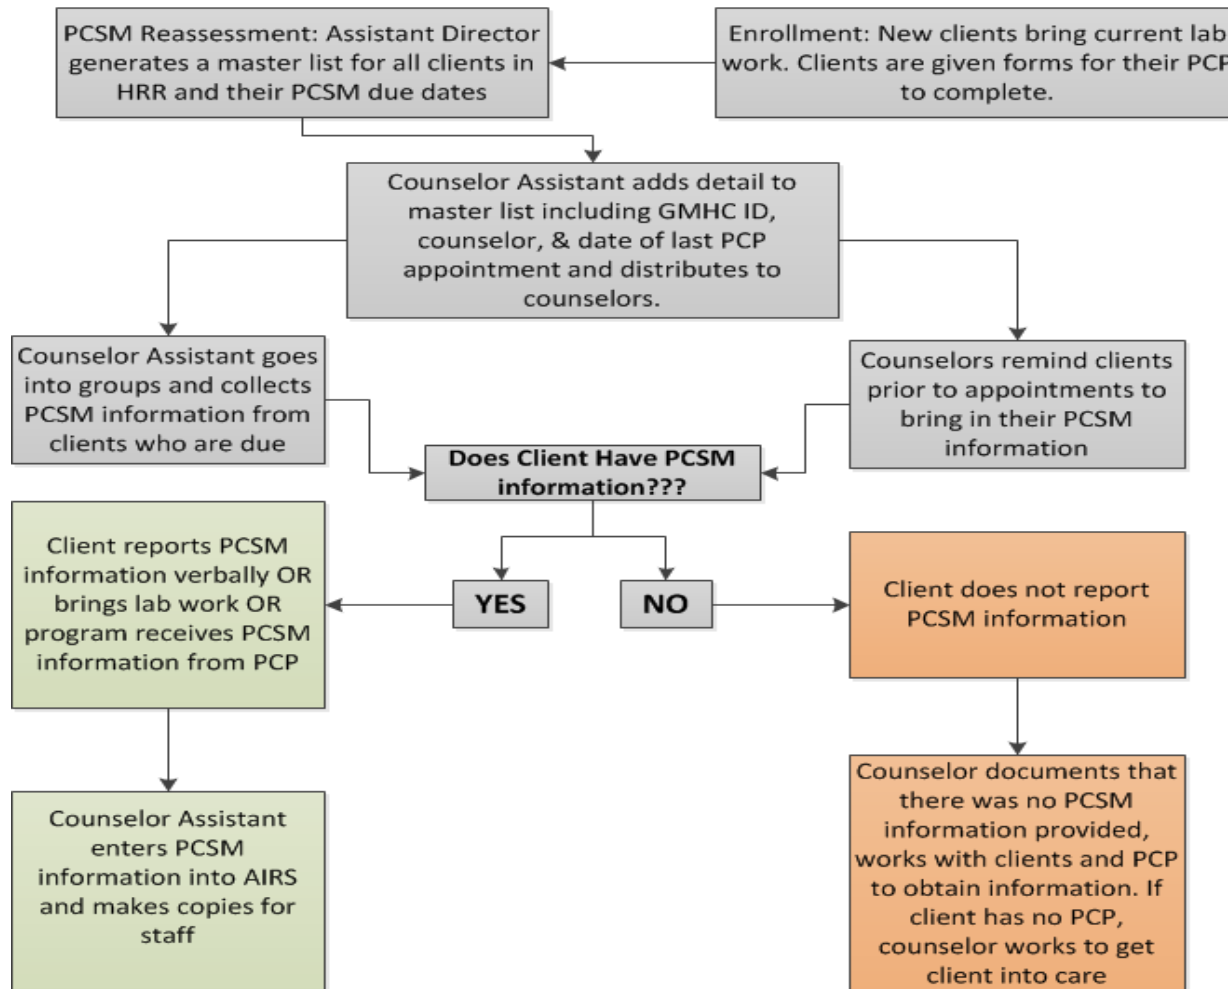 PCSM Reassessment: Assistant Director
generates a master list for all clients in
HRR and their PCSM due dates
Enrollment: New clients bring current lab
work. Clients are given forms for their PCP
to complete.
Counselor Assistant adds detail to
master list including GMHC ID,
counselor, & date of last PCP
appointment and distributes to
counselors.
Counselor Assistant goes
into groups and collects
PCSM information from
clients who are due
Counselors remind clients
prior to appointments to
bring in their PCSM
information
Does Client Have PCSM
information???
YES
NO
Client reports PCSM
information verbally OR
brings lab work OR
program receives PCSM
information from PCP
Client does not report
PCSM information
Counselor Assistant
enters PCSM
information into AIRS
and makes copies for
staff
Counselor documents that
there was no PCSM
information provided,
works with clients and PCP
to obtain information. If
client has no PCP,
counselor works to get
client into care